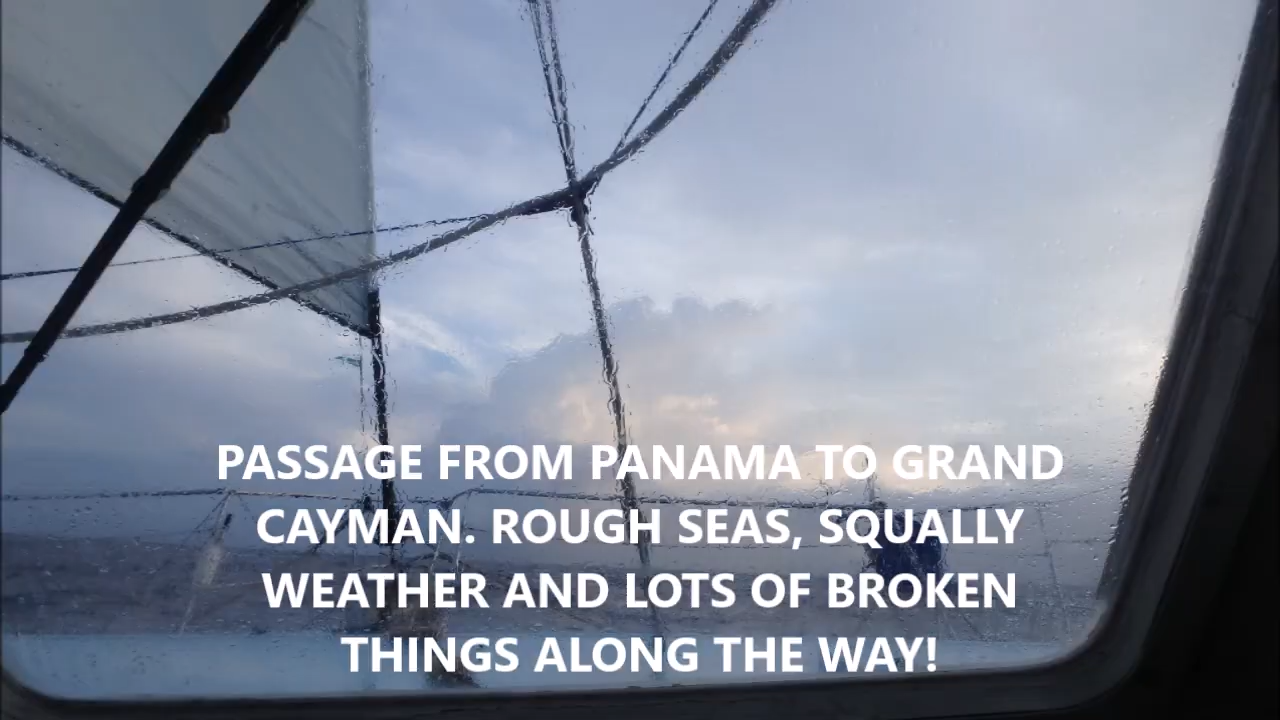 PASSAGE FROM PANAMA TO GRAND
CAYMAN. ROUGH SEAS, SQUALLY
WEATHER AND LOTS OF BROKEN
THINGS ALONG THE WAY!